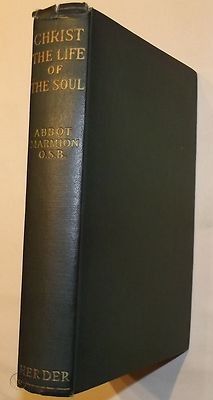 CHRIST
THE LIFE
OF
THE SOUL
ABBOT
MARMION
O.S.B.
HERDER